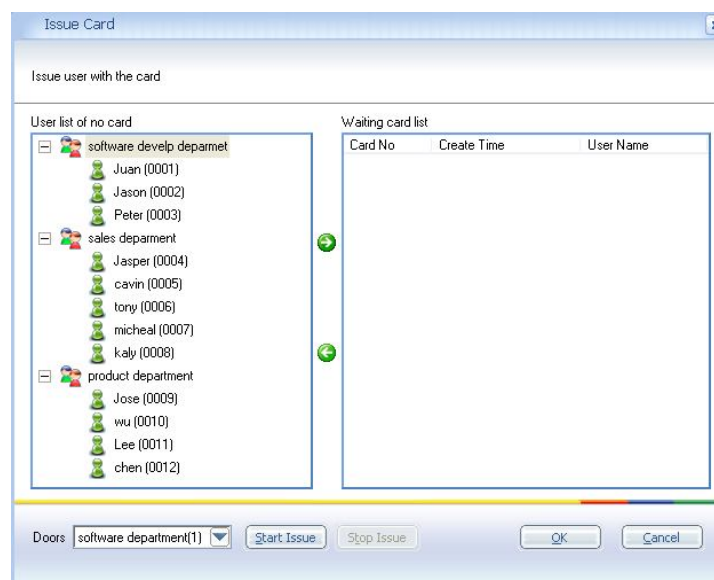 Issue Card
Issue user with the card
User list of no card
software develp deparmet
Juan (0001)
Jason (0002)
Peter (0003)
sales deparment
Jasper (0004)
cavin (0005)
tony (0006)
micheal (0007)
kaly (0008)
product department
Jose (0009)
wu (0010)
Lee (0011)
chen (0012)
Waiting card list
Card No Create Time User Name
Doors software department(1) Start Issue Stop Issue OK Cancel